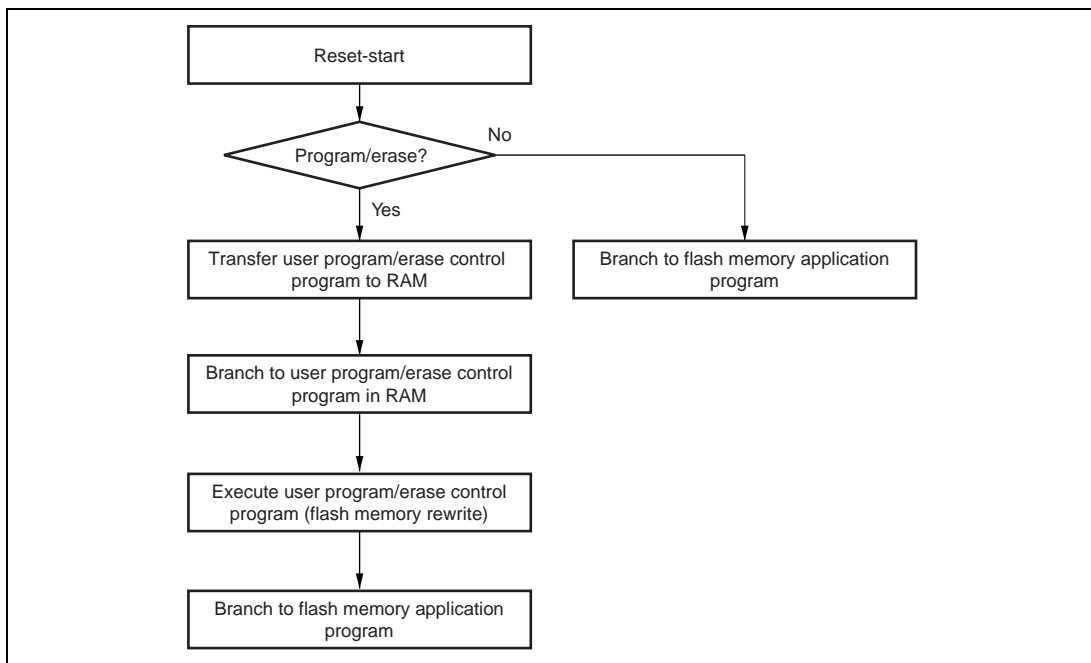 Reset-start
Program/erase?
No
Yes
Transfer user program/erase control
program to RAM
Branch to flash memory application
program
Branch to user program/erase control
program in RAM
Execute user program/erase control
program (flash memory rewrite)
Branch to flash memory application
program